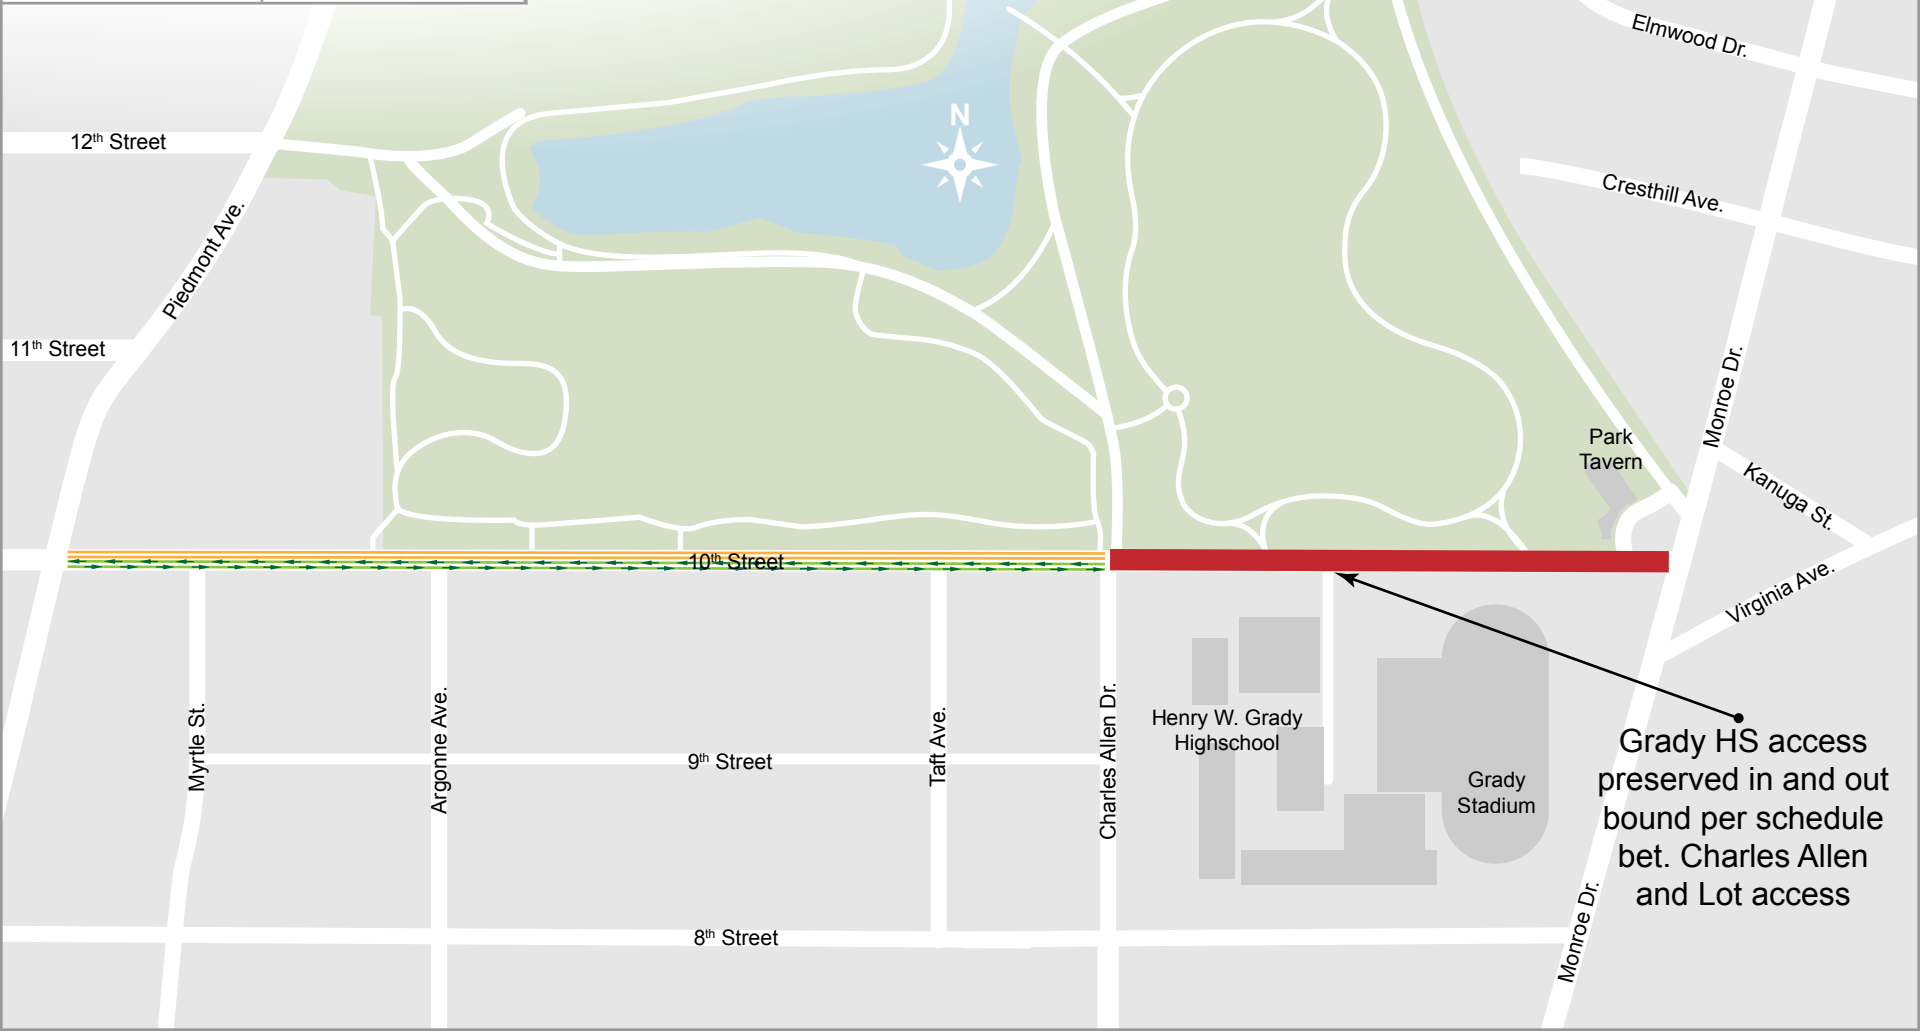 Elmwood Dr.
N
12th Street
Cresthill Ave.
Piedmont Ave.
11th Street
Monroe Dr.
Park
Tavern
Kanuga St.
10th Street
Virginia Ave.
Myrtle St.
Argonne Ave.
Taft Ave.
Charles Allen Dr.
Henry W. Grady
Highschool
9th Street
Grady
Stadium
Grady HS access
preserved in and out
bound per schedule
bet. Charles Allen
and Lot access
8th Street
Monroe Dr.